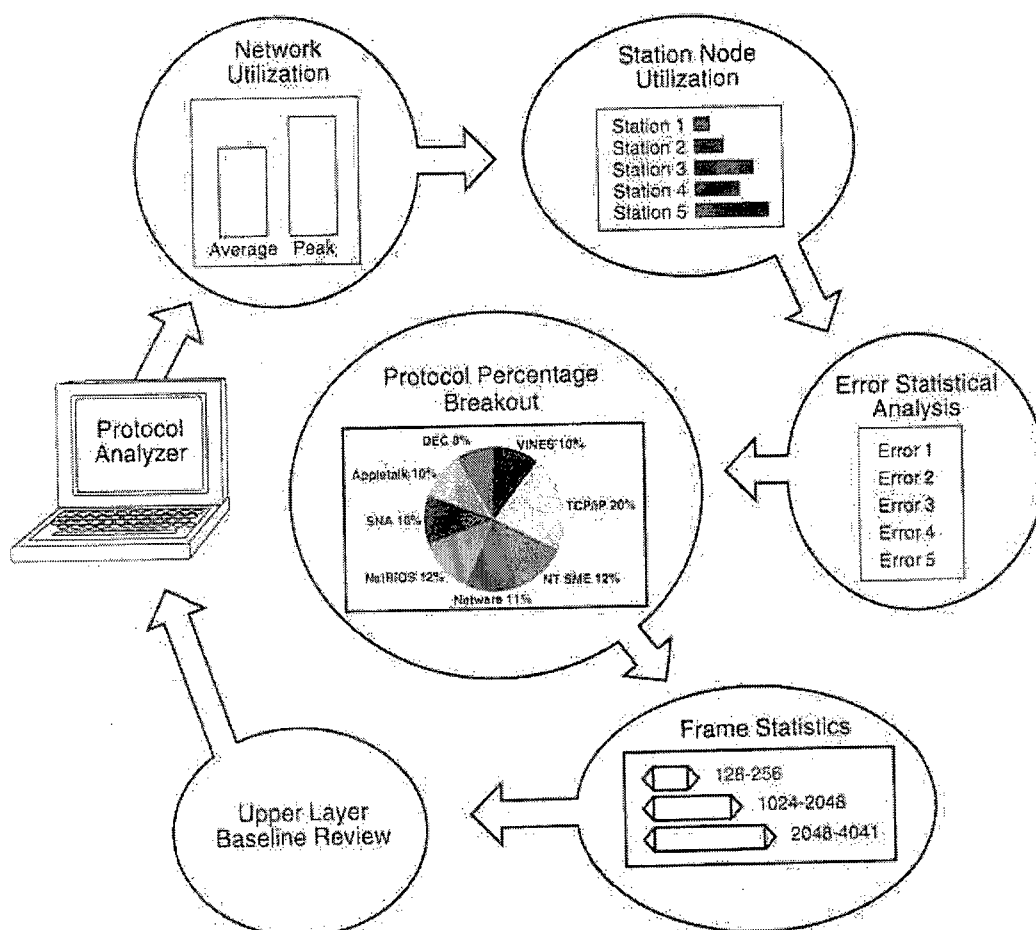 Network
Utilization
Average Peak
Station Node
Utilization
Station 1
Station 2
Station 3
Station 4
Station 5
Protocol
Analyzer
Protocol Percentage
Breakout
DEC 8%
VINES 10%
Appletalk 10%
TCP/IP 20%
SNA 10%
NetBIOS 12%
NT SME 12%
Netware 11%
Error Statistical
Analysis
Error 1
Error 2
Error 3
Error 4
Error 5
Frame Statistics
128-256
1024-2048
2048-4041
Upper Layer
Baseline Review